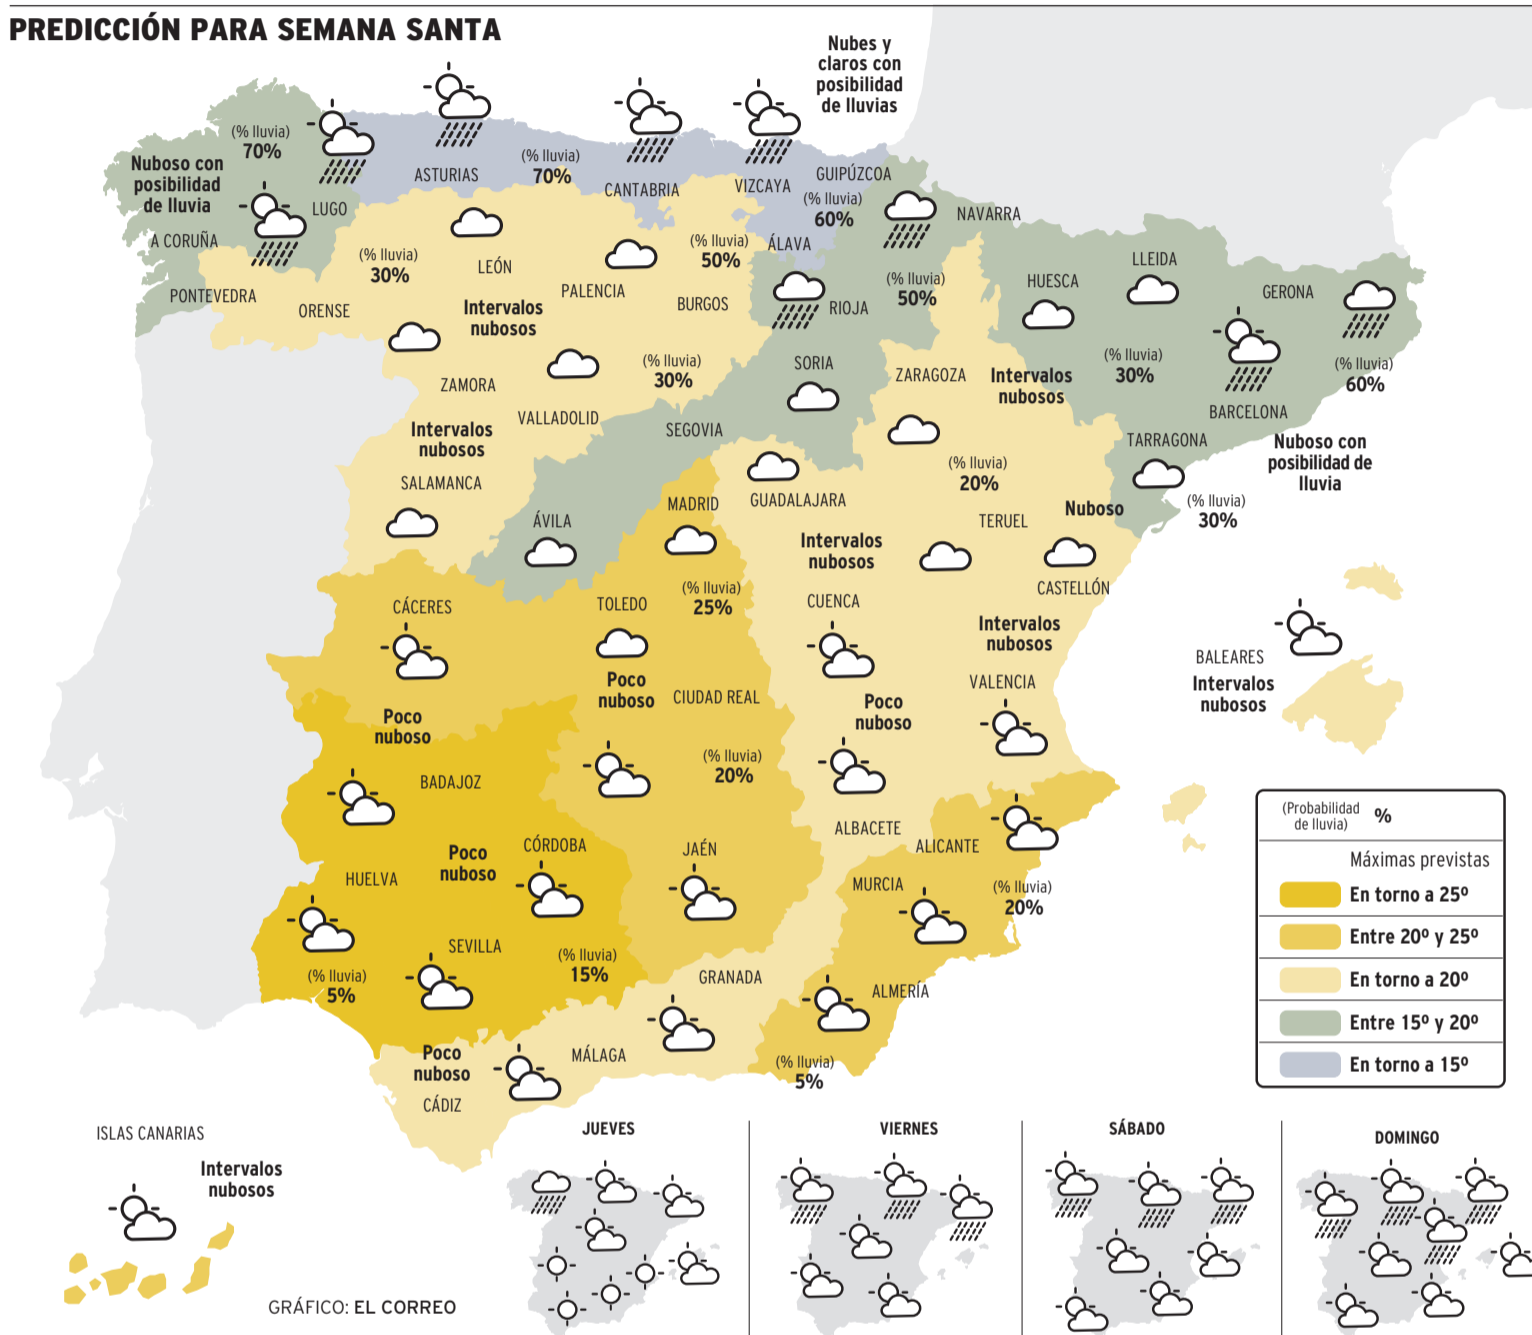 PREDICCIÓN PARA SEMANA SANTA
Nubes y
claros con
posibilidad
de lluvias
(% lluvia)
70%
Nuboso con
posibilidad
de lluvia
LUGO
A CORUÑA
PONTEVEDRA
ORENSE
ASTURIAS
(% lluvia)
70%
CANTABRIA
VIZCAYA
GUIPÚZCOA
(% lluvia)
60%
ÁLAVA
NAVARRA
(% lluvia)
30%
LEÓN
PALENCIA
(% lluvia)
50%
BURGOS
Intervalos
nubosos
RIOJA
(% lluvia)
50%
HUESCA
LLEIDA
GERONA
(% lluvia)
30%
(% lluvia)
60%
Intervalos
nubosos
BARCELONA
TARRAGONA
Nuboso con
posibilidad de
lluvia
(% lluvia)
30%
ZAMORA
VALLADOLID
(% lluvia)
30%
SORIA
ZARAGOZA
SEGOVIA
Intervalos
nubosos
SALAMANCA
ÁVILA
MADRID
GUADALAJARA
(% lluvia)
20%
TERUEL
Nuboso
Intervalos
nubosos
CASTELLÓN
CUENCA
(% lluvia)
25%
CÁCERES
TOLEDO
Poco
nuboso
CIUDAD REAL
Intervalos
nubosos
VALENCIA
BALEARES
Intervalos
nubosos
Poco
nuboso
Poco
nuboso
BADAJOZ
(% lluvia)
20%
ALBACETE
ALICANTE
HUELVA
Poco
nuboso
CÓRDOBA
JAÉN
MURCIA
(% lluvia)
20%
SEVILLA
(% lluvia)
5%
(% lluvia)
15%
GRANADA
ALMERÍA
Poco
nuboso
MÁLAGA
(% lluvia)
5%
CÁDIZ
(Probabilidad
de lluvia) %
Máximas previstas
En torno a 25º
Entre 20º y 25º
En torno a 20º
Entre 15º y 20º
En torno a 15º
ISLAS CANARIAS
Intervalos
nubosos
GRÁFICO: EL CORREO
JUEVES
VIERNES
SÁBADO
DOMINGO